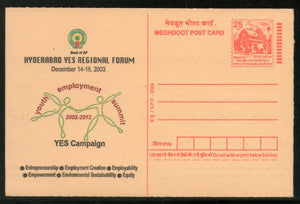 Best of AP
HYDERABAD YES REGIONAL FORUM
December 14-18, 2003
youth employment summit
2002-2012
YES Campaign
● Entrepreneurship ● Employment Creation ● Employability
● Empowerment ● Environmental Sustainability ● Equity
मेघदूत पोस्ट कार्ड
MEGHDOOT POST CARD
25
पिन PIN